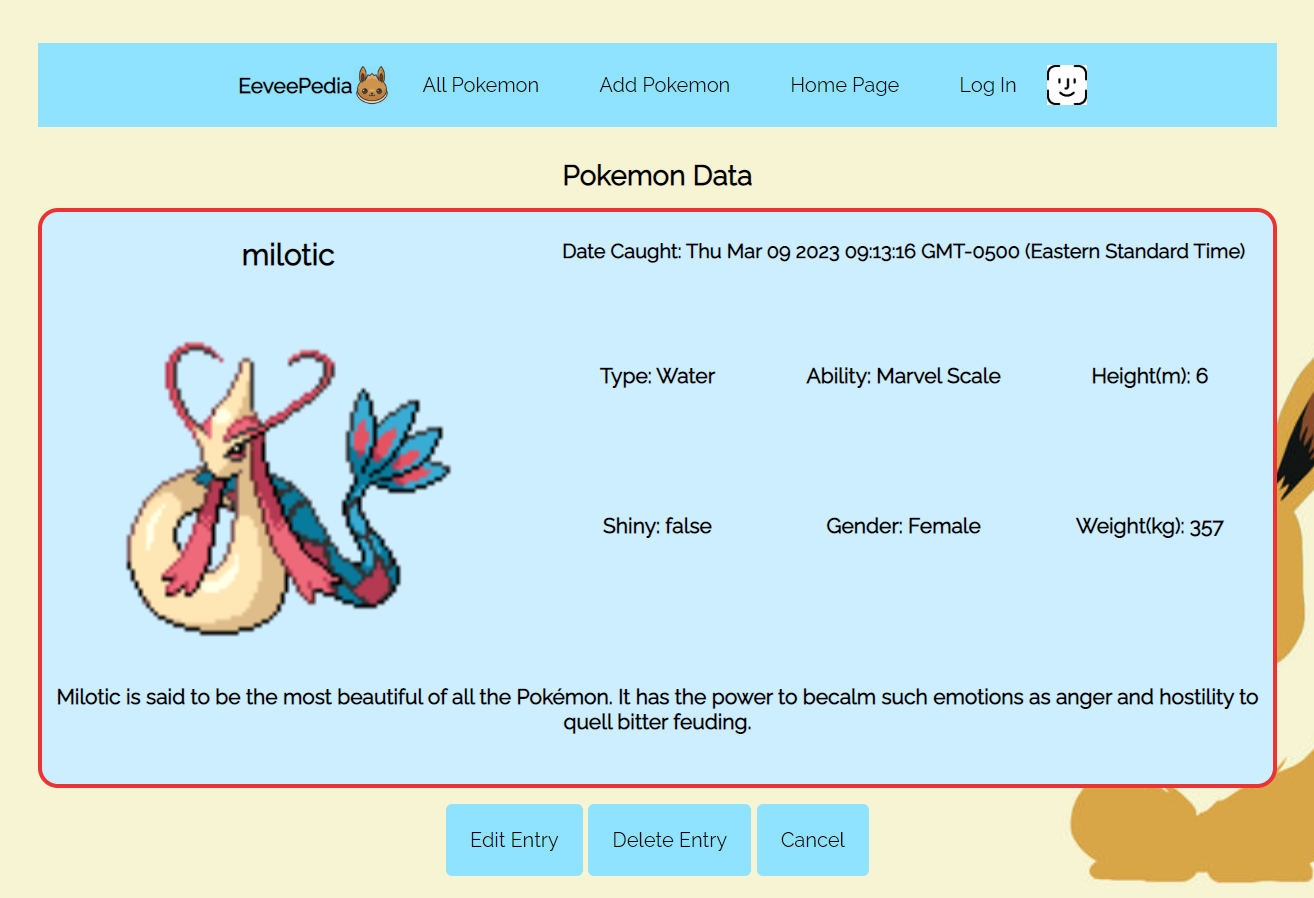 EeveePedia All Pokemon Add Pokemon Home Page Log In
Pokemon Data
milotic
Date Caught: Thu Mar 09 2023 09:13:16 GMT-0500 (Eastern Standard Time)
Type: Water Ability: Marvel Scale Height(m): 6
Shiny: false Gender: Female Weight(kg): 357
Milotic is said to be the most beautiful of all the Pokémon. It has the power to becalm such emotions as anger and hostility to
quell bitter feuding.
Edit Entry Delete Entry Cancel